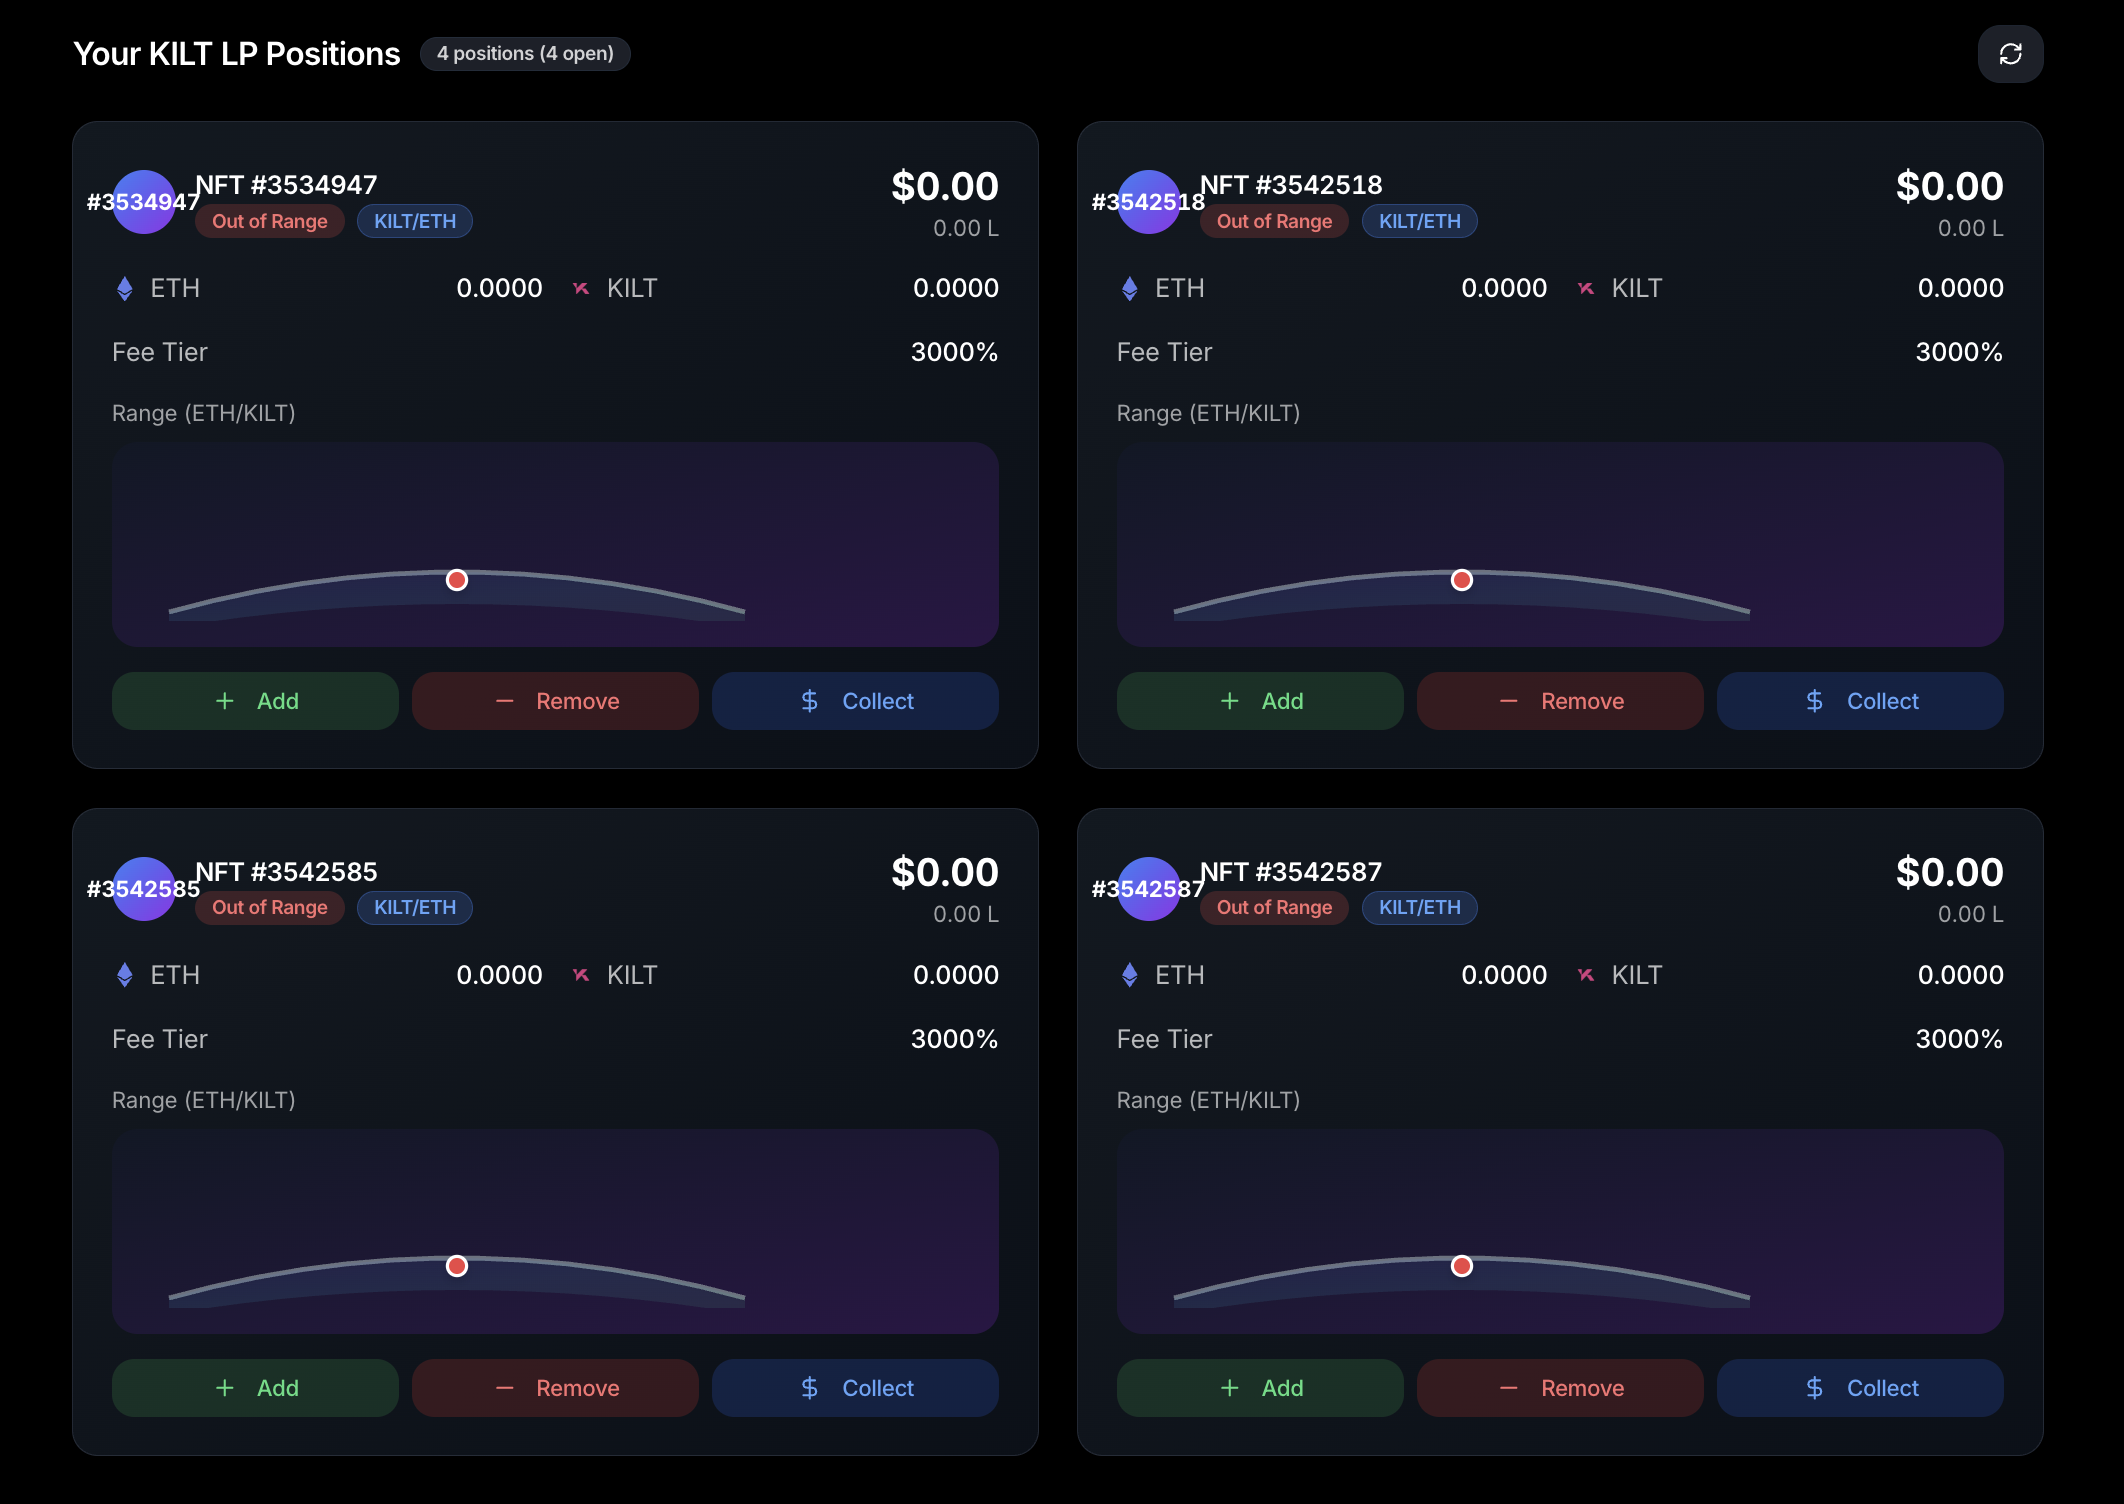 Your KILT LP Positions 4 positions (4 open)
#3534947 NFT #3534947 $0.00
Out of Range KILT/ETH 0.00 L
ETH 0.0000 KILT 0.0000
Fee Tier 3000%
Range (ETH/KILT)
+ Add − Remove $ Collect
#3542518 NFT #3542518 $0.00
Out of Range KILT/ETH 0.00 L
ETH 0.0000 KILT 0.0000
Fee Tier 3000%
Range (ETH/KILT)
+ Add − Remove $ Collect
#3542585 NFT #3542585 $0.00
Out of Range KILT/ETH 0.00 L
ETH 0.0000 KILT 0.0000
Fee Tier 3000%
Range (ETH/KILT)
+ Add − Remove $ Collect
#3542587 NFT #3542587 $0.00
Out of Range KILT/ETH 0.00 L
ETH 0.0000 KILT 0.0000
Fee Tier 3000%
Range (ETH/KILT)
+ Add − Remove $ Collect